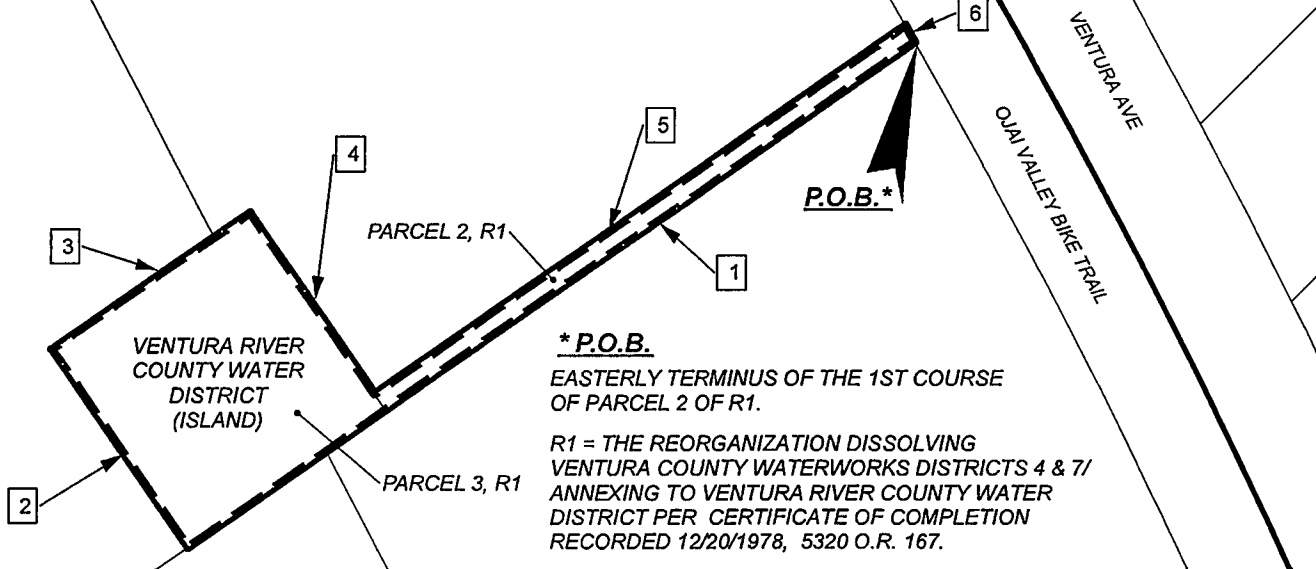 6
VENTURA AVE
OJAI VALLEY BIKE TRAIL
5
4
P.O.B.*
PARCEL 2, R1
3
1
VENTURA RIVER
COUNTY WATER
DISTRICT
(ISLAND)
* P.O.B.
EASTERLY TERMINUS OF THE 1ST COURSE
OF PARCEL 2 OF R1.
R1 = THE REORGANIZATION DISSOLVING
VENTURA COUNTY WATERWORKS DISTRICTS 4 & 7/
ANNEXING TO VENTURA RIVER COUNTY WATER
DISTRICT PER CERTIFICATE OF COMPLETION
RECORDED 12/20/1978, 5320 O.R. 167.
PARCEL 3, R1
2